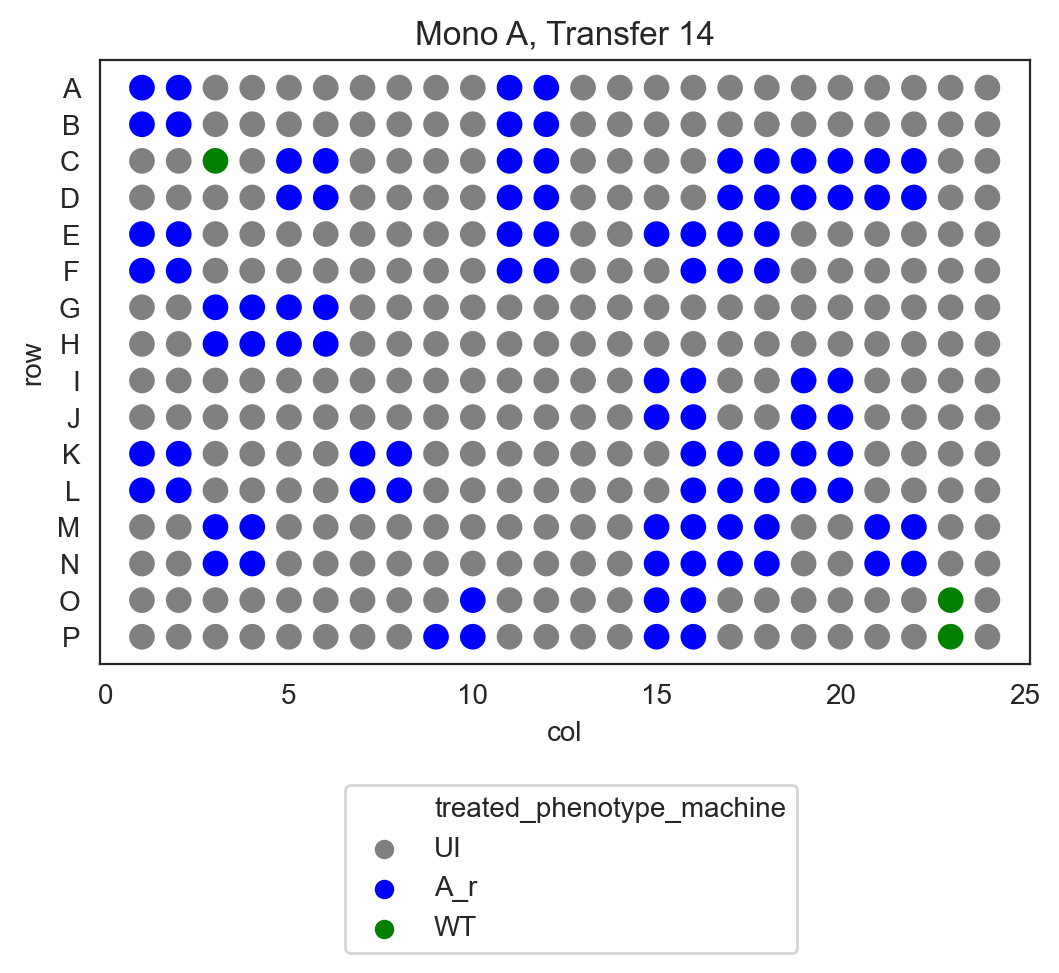 Mono A, Transfer 14
A
B
C
D
E
F
G
H
I
J
K
L
M
N
O
P
row
0 5 10 15 20 25
col
treated_phenotype_machine
UI
A_r
WT